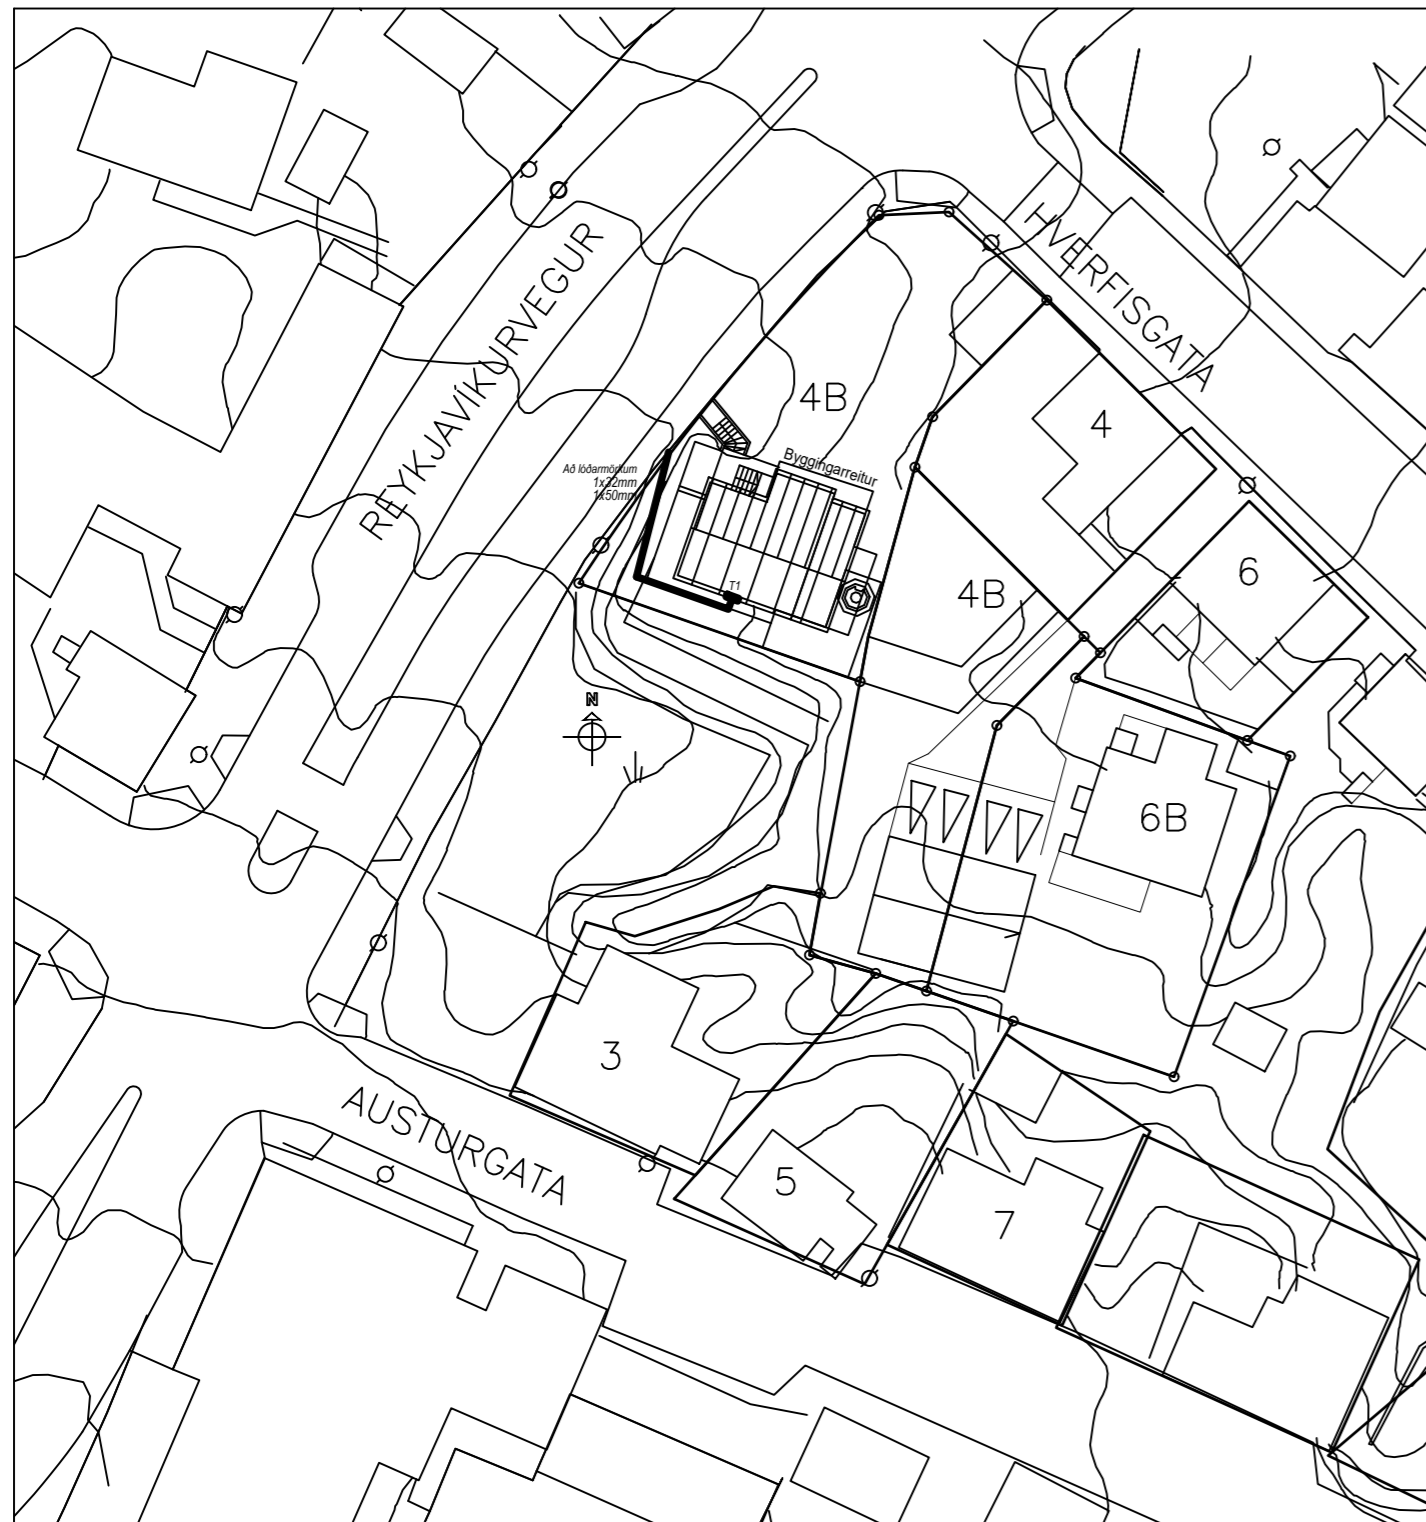 HVERFISGATA
REYKJAVÍKURVEGUR
4B
4
Byggingarreitur
Að lóðarmörkum
1x32mm
1x50mm
T1
4B
6
N
6B
3
AUSTURGATA
5
7